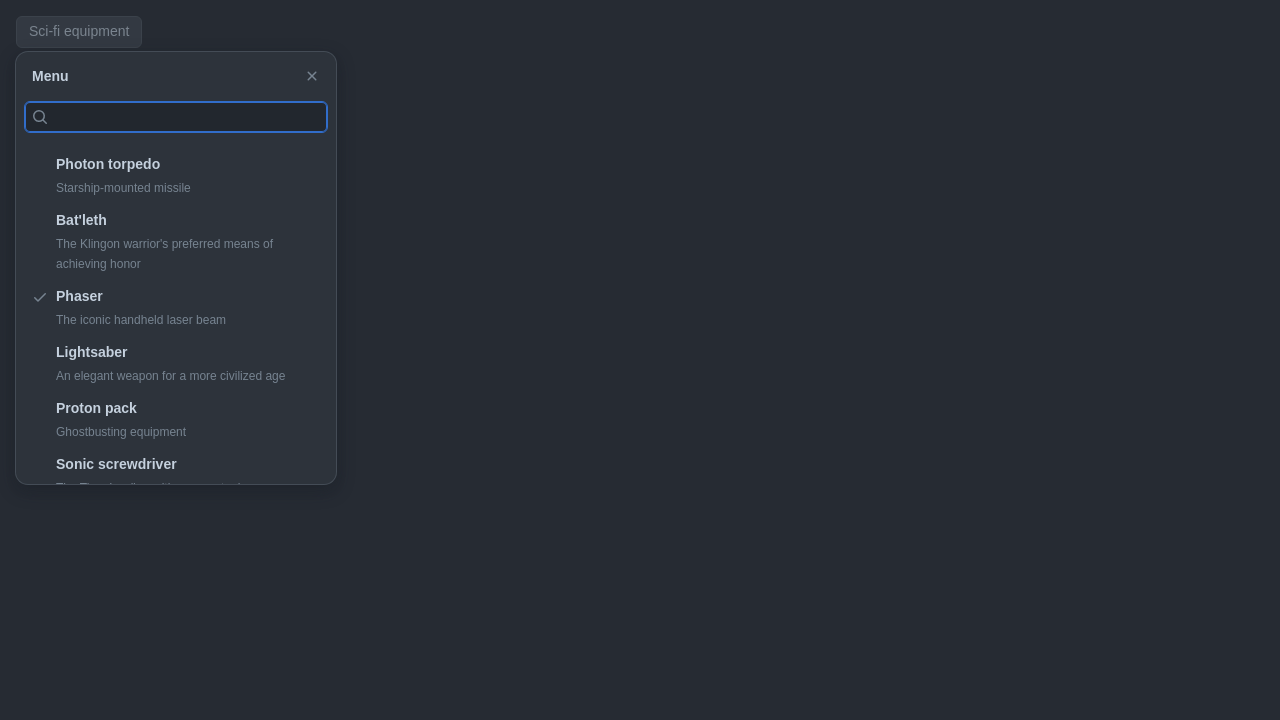 Sci-fi equipment
Menu
Photon torpedo
Starship-mounted missile
Bat'leth
The Klingon warrior's preferred means of
achieving honor
Phaser
The iconic handheld laser beam
Lightsaber
An elegant weapon for a more civilized age
Proton pack
Ghostbusting equipment
Sonic screwdriver